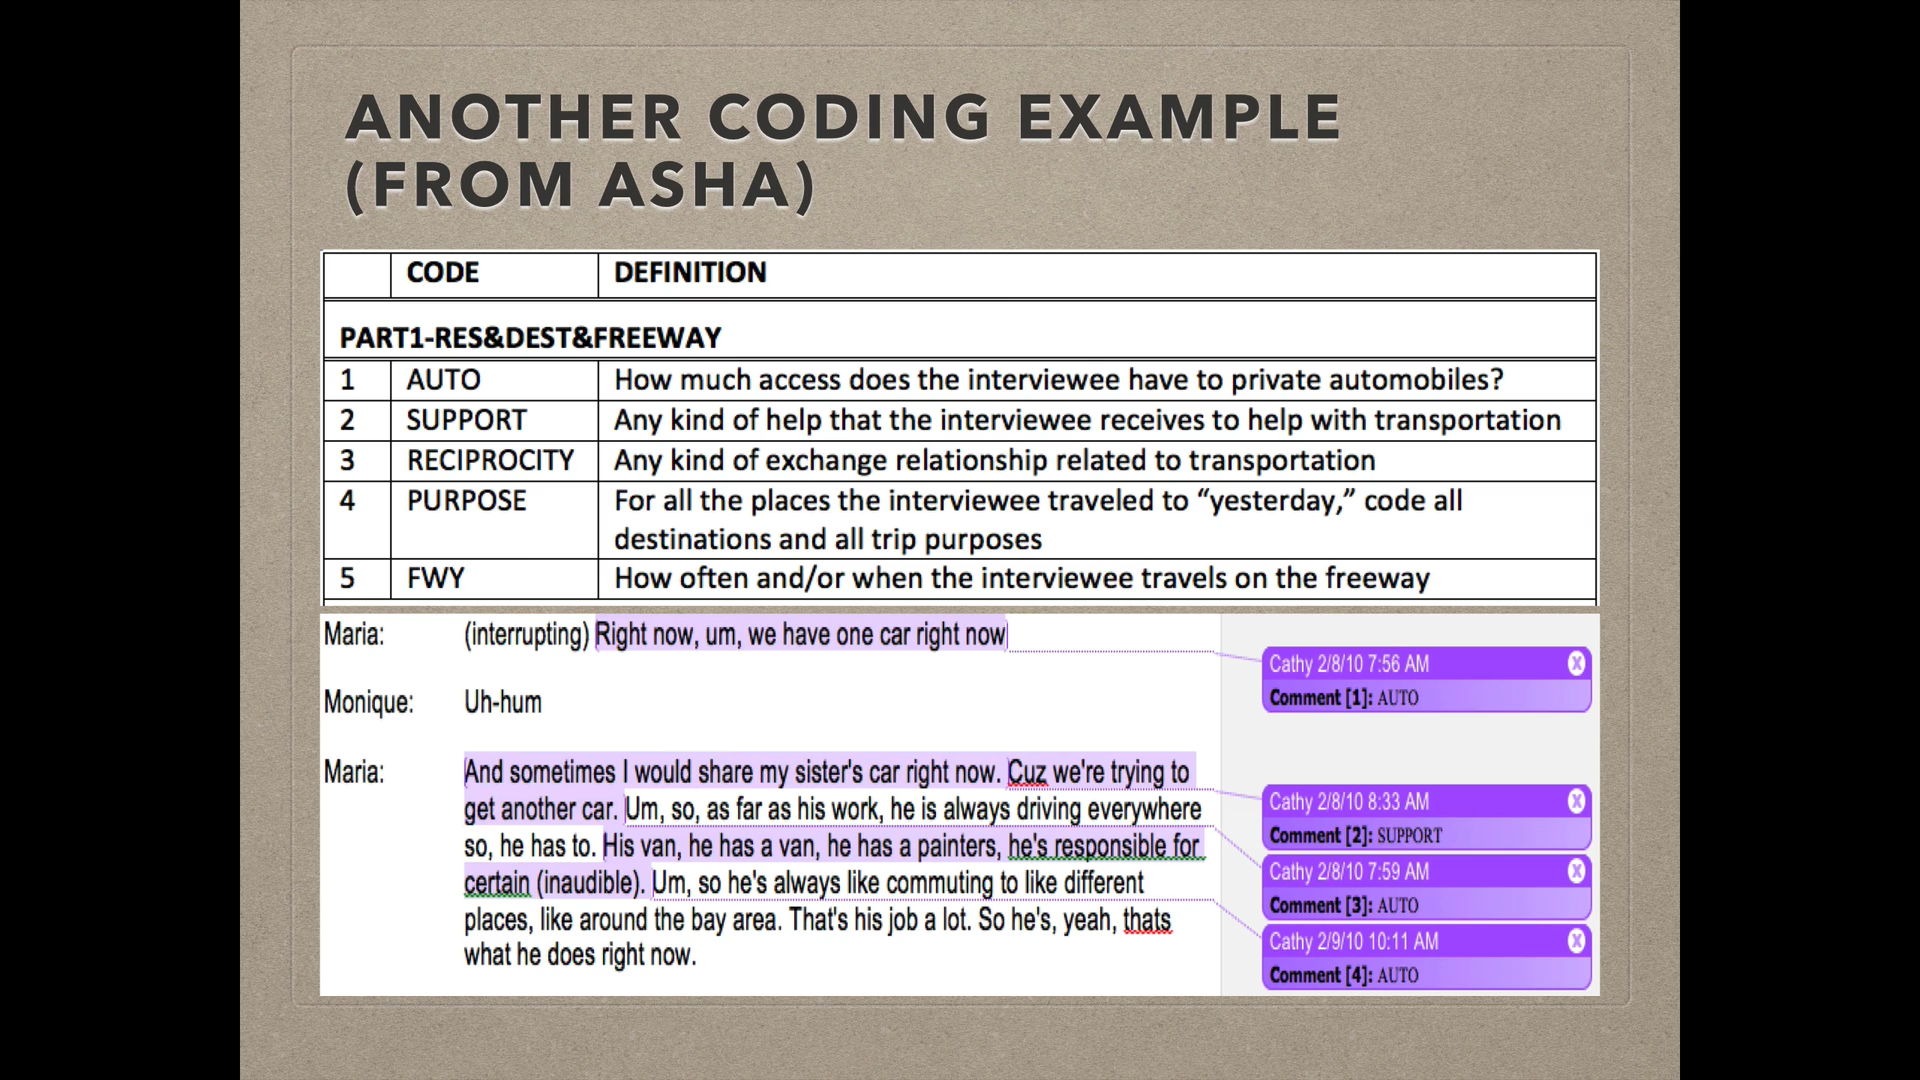 ANOTHER CODING EXAMPLE
(FROM ASHA)
CODE DEFINITION
PART1-RES&DEST&FREEWAY
1 AUTO How much access does the interviewee have to private automobiles?
2 SUPPORT Any kind of help that the interviewee receives to help with transportation
3 RECIPROCITY Any kind of exchange relationship related to transportation
4 PURPOSE For all the places the interviewee traveled to “yesterday,” code all
destinations and all trip purposes
5 FWY How often and/or when the interviewee travels on the freeway
Maria: (interrupting) Right now, um, we have one car right now
Cathy 2/8/10 7:56 AM
Comment [1]: AUTO
Monique: Uh-hum
Maria: And sometimes I would share my sister's car right now. Cuz we're trying to
get another car. Um, so, as far as his work, he is always driving everywhere
so, he has to. His van, he has a van, he has a painters, he's responsible for
certain (inaudible). Um, so he's always like commuting to like different
places, like around the bay area. That's his job a lot. So he's, yeah, thats
what he does right now.
Cathy 2/8/10 8:33 AM
Comment [2]: SUPPORT
Cathy 2/8/10 7:59 AM
Comment [3]: AUTO
Cathy 2/9/10 10:11 AM
Comment [4]: AUTO